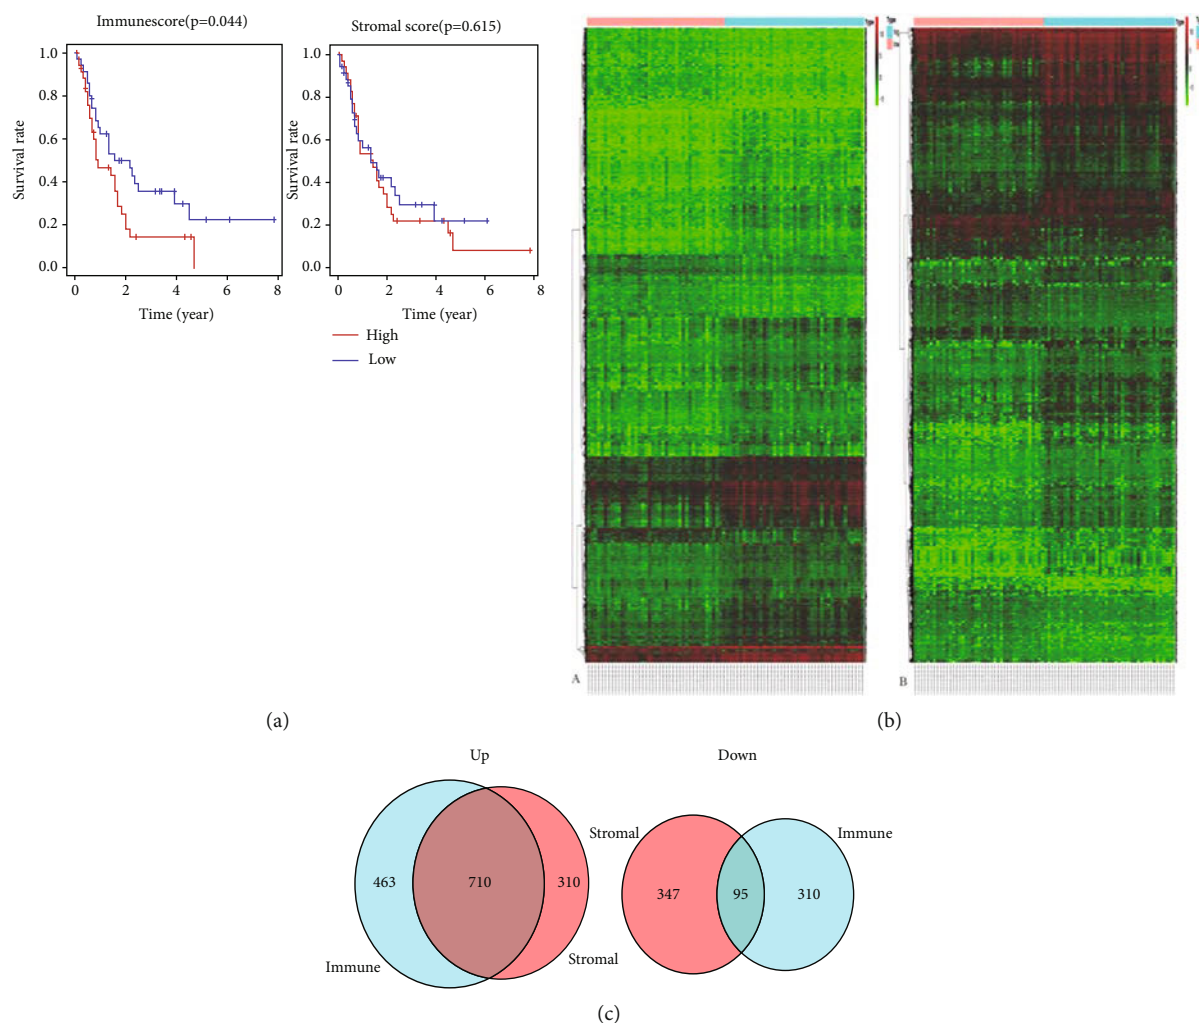 Immunescore(p=0.044)
Stromal score(p=0.615)
Survival rate
1.0
0.8
0.6
0.4
0.2
0.0
0 2 4 6 8
Time (year)
Survival rate
1.0
0.8
0.6
0.4
0.2
0.0
0 2 4 6 8
Time (year)
High
Low
A
B
(a)
(b)
Up
463
710
310
Immune
Stromal
Down
Stromal
Immune
347
95
310
(c)